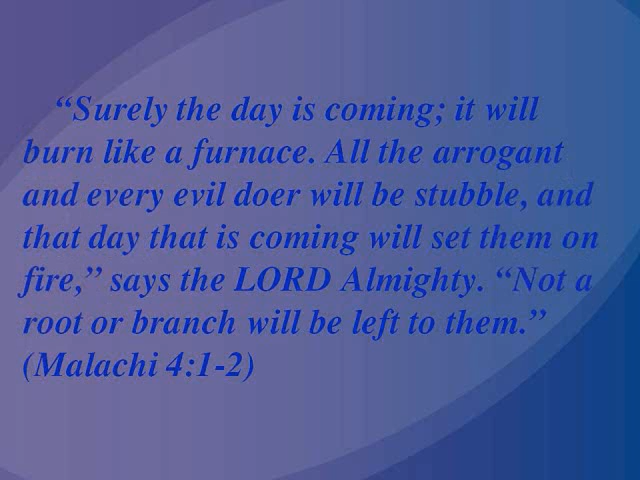 “Surely the day is coming; it will
burn like a furnace. All the arrogant
and every evil doer will be stubble, and
that day that is coming will set them on
fire,” says the LORD Almighty. “Not a
root or branch will be left to them.”
(Malachi 4:1-2)